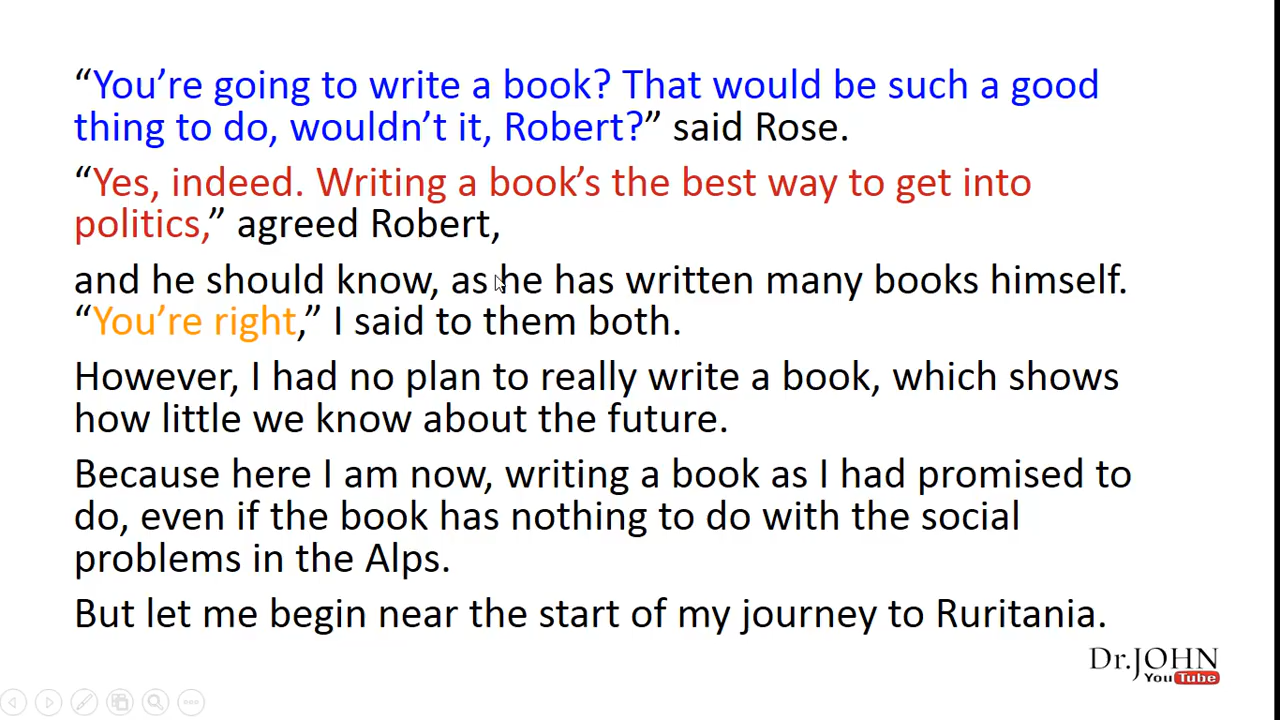 “You’re going to write a book? That would be such a good
thing to do, wouldn’t it, Robert?” said Rose.
“Yes, indeed. Writing a book’s the best way to get into
politics,” agreed Robert,
and he should know, as he has written many books himself.
“You’re right,” I said to them both.
However, I had no plan to really write a book, which shows
how little we know about the future.
Because here I am now, writing a book as I had promised to
do, even if the book has nothing to do with the social
problems in the Alps.
But let me begin near the start of my journey to Ruritania.
Dr.JOHN
YouTube